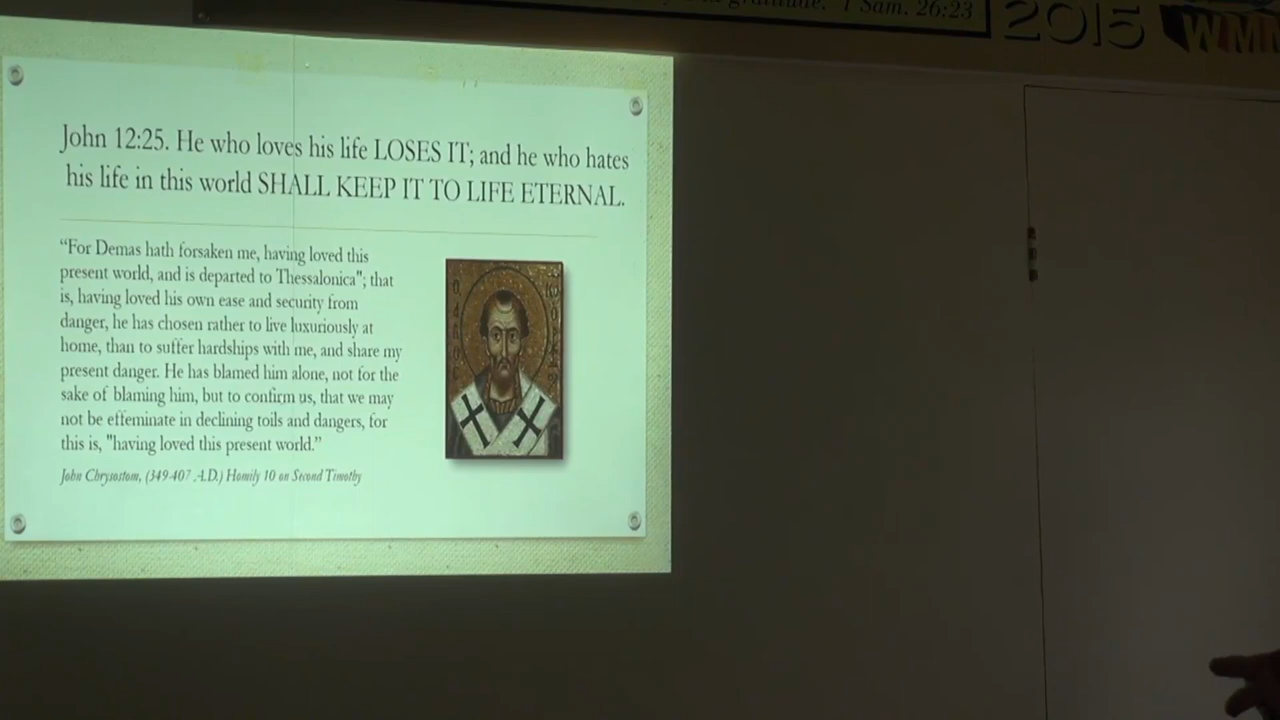 gratitude. 1 Sam. 26:23
2015
WMN
John 12:25. He who loves his life LOSES IT; and he who hates
his life in this world SHALL KEEP IT TO LIFE ETERNAL.
“For Demas hath forsaken me, having loved this
present world, and is departed to Thessalonica"; that
is, having loved his own ease and security from
danger, he has chosen rather to live luxuriously at
home, than to suffer hardships with me, and share my
present danger. He has blamed him alone, not for the
sake of blaming him, but to confirm us, that we may
not be effeminate in declining toils and dangers, for
this is, "having loved this present world.”
John Chrysostom, (349-407 A.D.) Homily 10 on Second Timothy